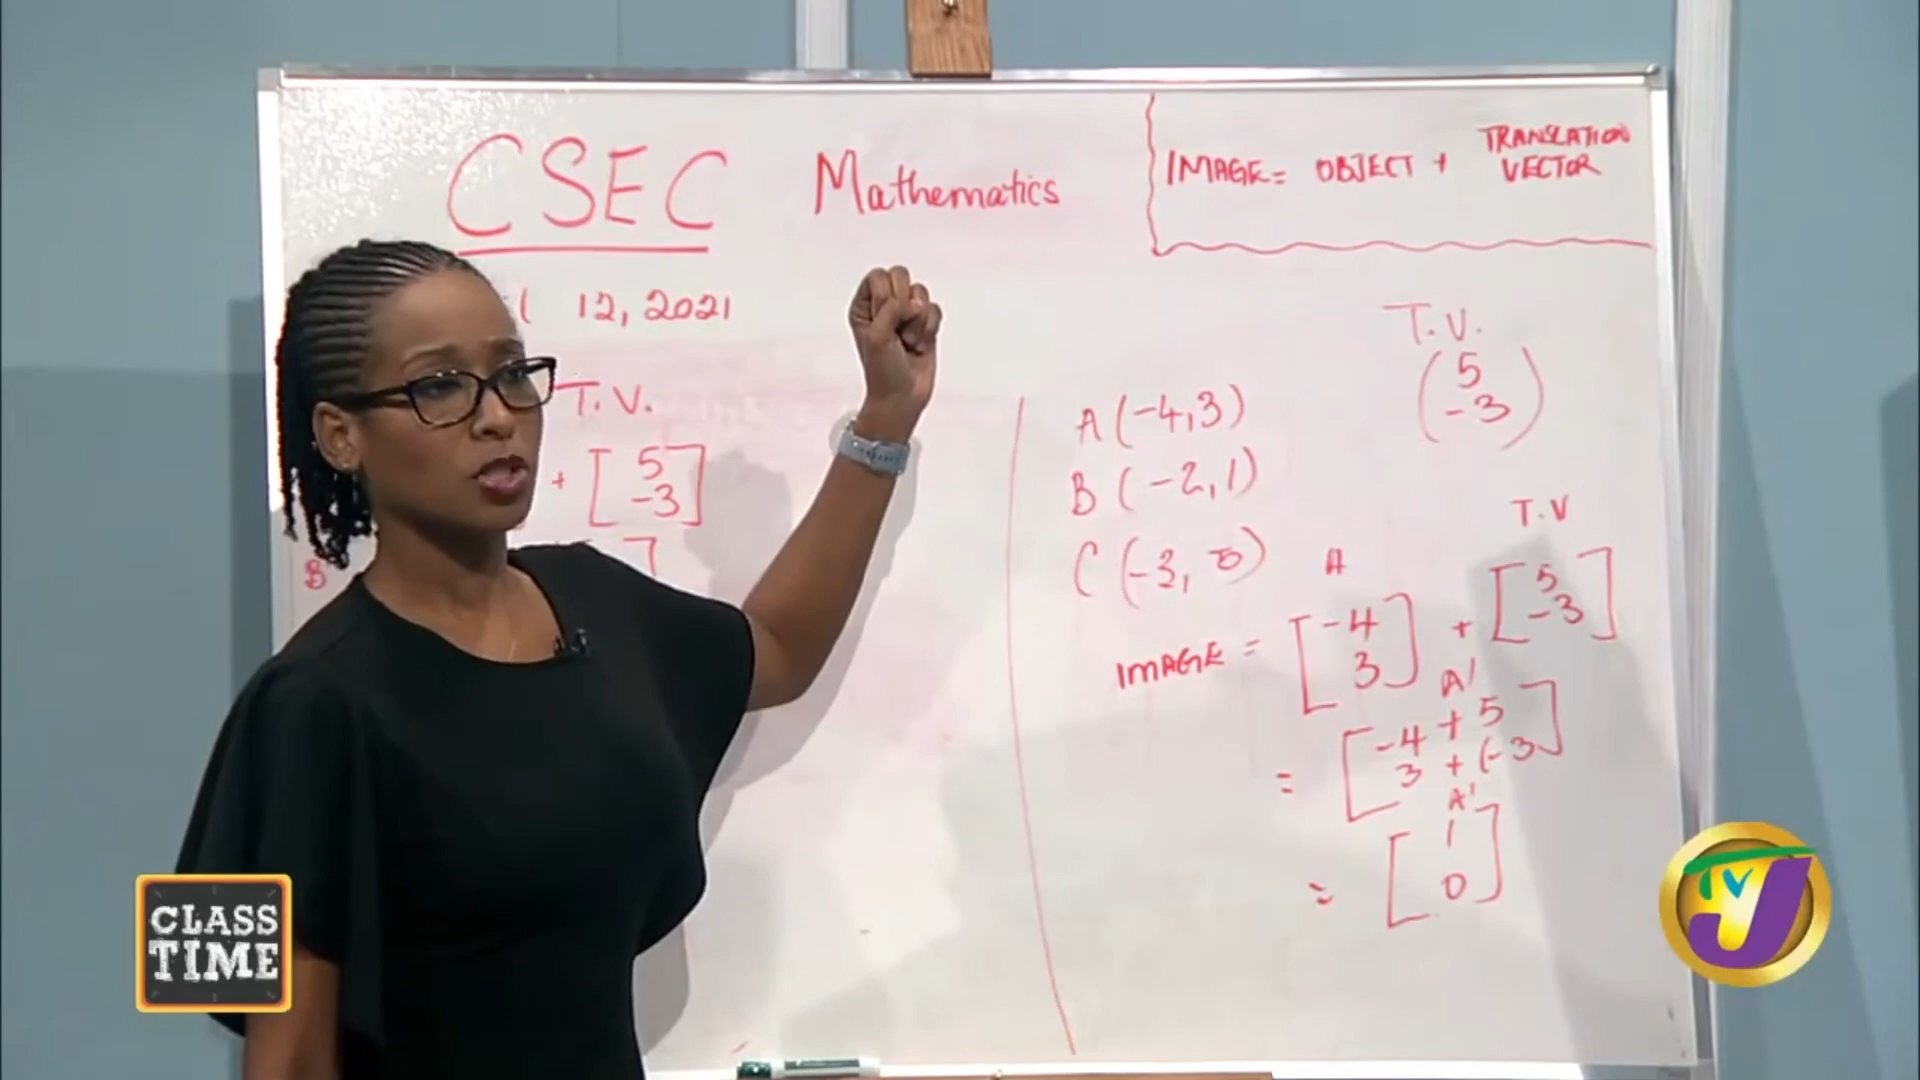 CSEC Mathematics
IMAGE = OBJECT + TRANSLATION VECTOR
12, 2021
T.V.
+ [5
-3]
B
T.V.
(5
-3)
A (-4,3)
B (-2,1)
C (-3, 0)
A T.V
IMAGE = [-4
3] + [5
-3]
A'
= [-4 + 5
3 + (-3]
A'
= [1
0]
CLASS
TIME
TVJ